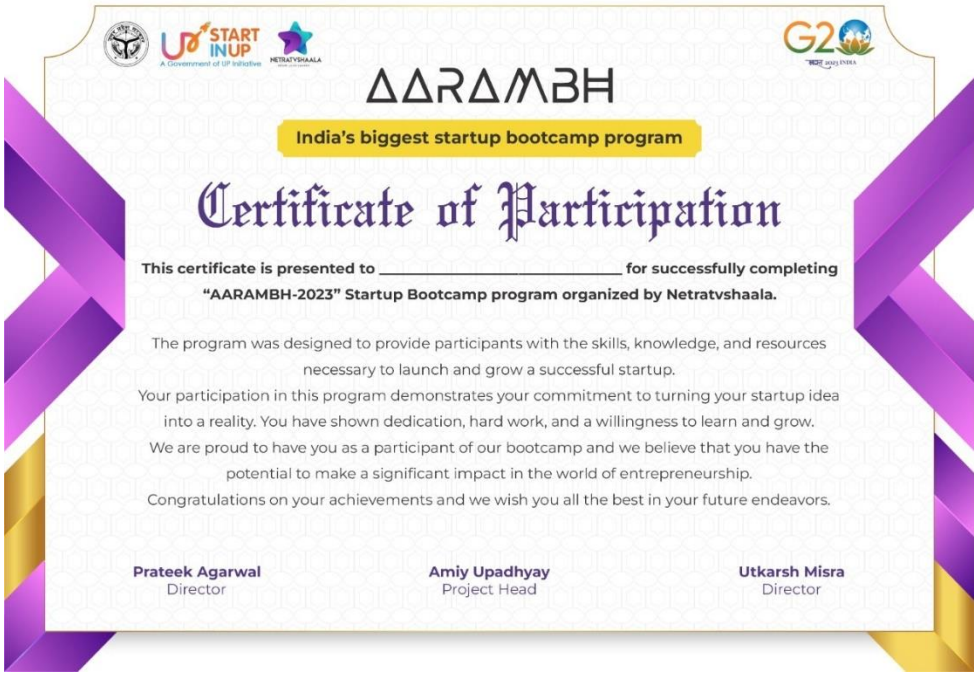 START
UP INUP
A Government of UP Initiative
NETRATVSHAALA
G20
2023 INDIA
AARAMBH
India's biggest startup bootcamp program
Certificate of Participation
This certificate is presented to ______________________________ for successfully completing
“AARAMBH-2023” Startup Bootcamp program organized by Netratvshaala.
The program was designed to provide participants with the skills, knowledge, and resources
necessary to launch and grow a successful startup.
Your participation in this program demonstrates your commitment to turning your startup idea
into a reality. You have shown dedication, hard work, and a willingness to learn and grow.
We are proud to have you as a participant of our bootcamp and we believe that you have the
potential to make a significant impact in the world of entrepreneurship.
Congratulations on your achievements and we wish you all the best in your future endeavors.
Prateek Agarwal
Director
Amiy Upadhyay
Project Head
Utkarsh Misra
Director